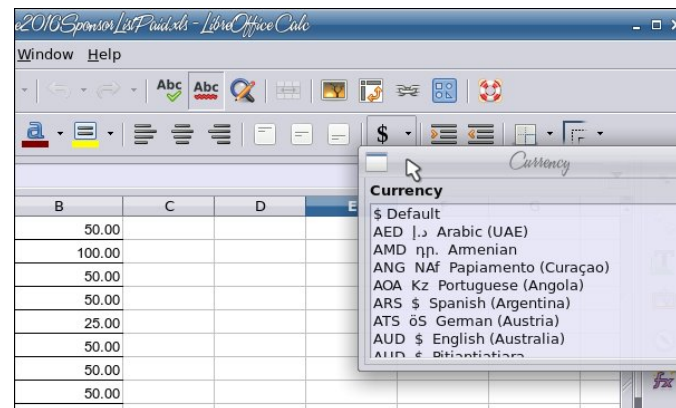 e2016SponsorListPaid.xls - LibreOffice Calc
Window Help
Abc Abc
a $
Currency
Currency
B C D E
$ Default
AED د.إ Arabic (UAE)
AMD դր. Armenian
ANG NAf Papiamento (Curaçao)
AOA Kz Portuguese (Angola)
ARS $ Spanish (Argentina)
ATS öS German (Austria)
AUD $ English (Australia)
AUD $ Pitjantjatjara
50.00
100.00
50.00
50.00
25.00
50.00
50.00
50.00
fx